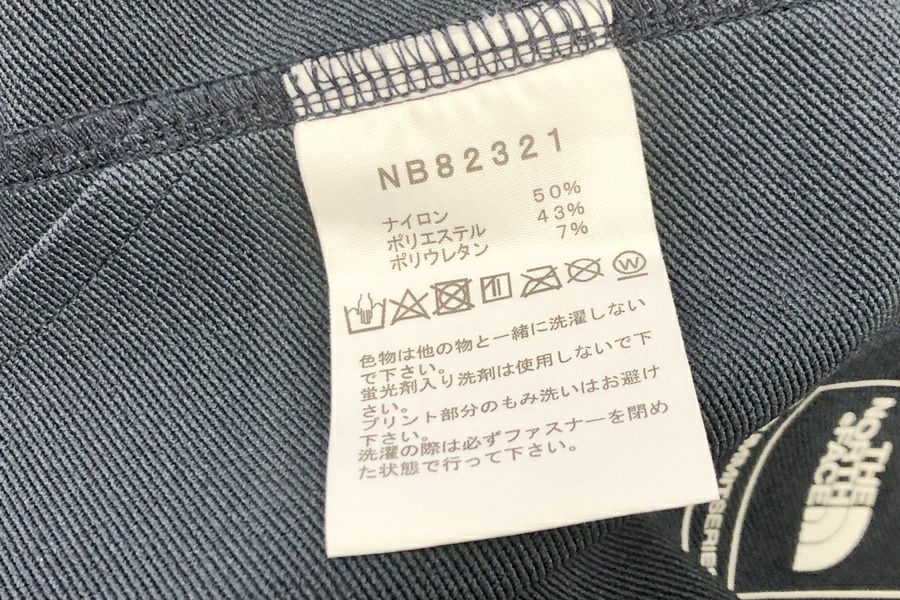 NB82321
ナイロン 50%
ポリエステル 43%
ポリウレタン 7%
W
色物は他の物と一緒に洗濯しない
で下さい。
蛍光剤入り洗剤は使用しないで下
さい。
プリント部分のもみ洗いはお避け
下さい。
洗濯の際は必ずファスナーを閉め
た状態で行って下さい。
THE
NORTH
FACE